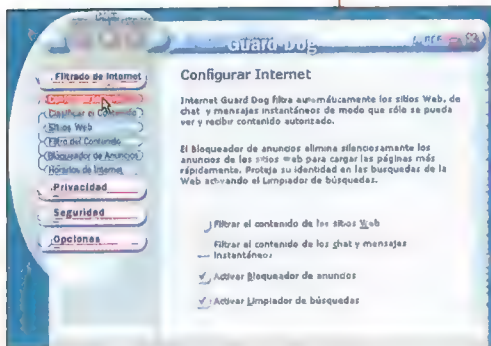 Guard Dog
Filtrado de Internet
Clasificar el Contenido
Sitios Web
Filtro del Contenido
Bloqueador de Anuncios
Horarios de Internet
Privacidad
Seguridad
Opciones
Configurar Internet
Internet Guard Dog filtra automáticamente los sitios Web, de
chat y mensajes instantáneos de modo que sólo se pueda
ver y recibir contenido autorizado.
El Bloqueador de anuncios elimina silenciosamente los
anuncios de los sitios web para cargar las páginas más
rápidamente. Proteja su identidad en las busquedas de la
Web activando el Limpiador de búsquedas.
Filtrar el contenido de los sitios Web
Filtrar el contenido de los chat y mensajes
Instantáneos
Activar Bloqueador de anuncios
Activar Limpiador de búsquedas